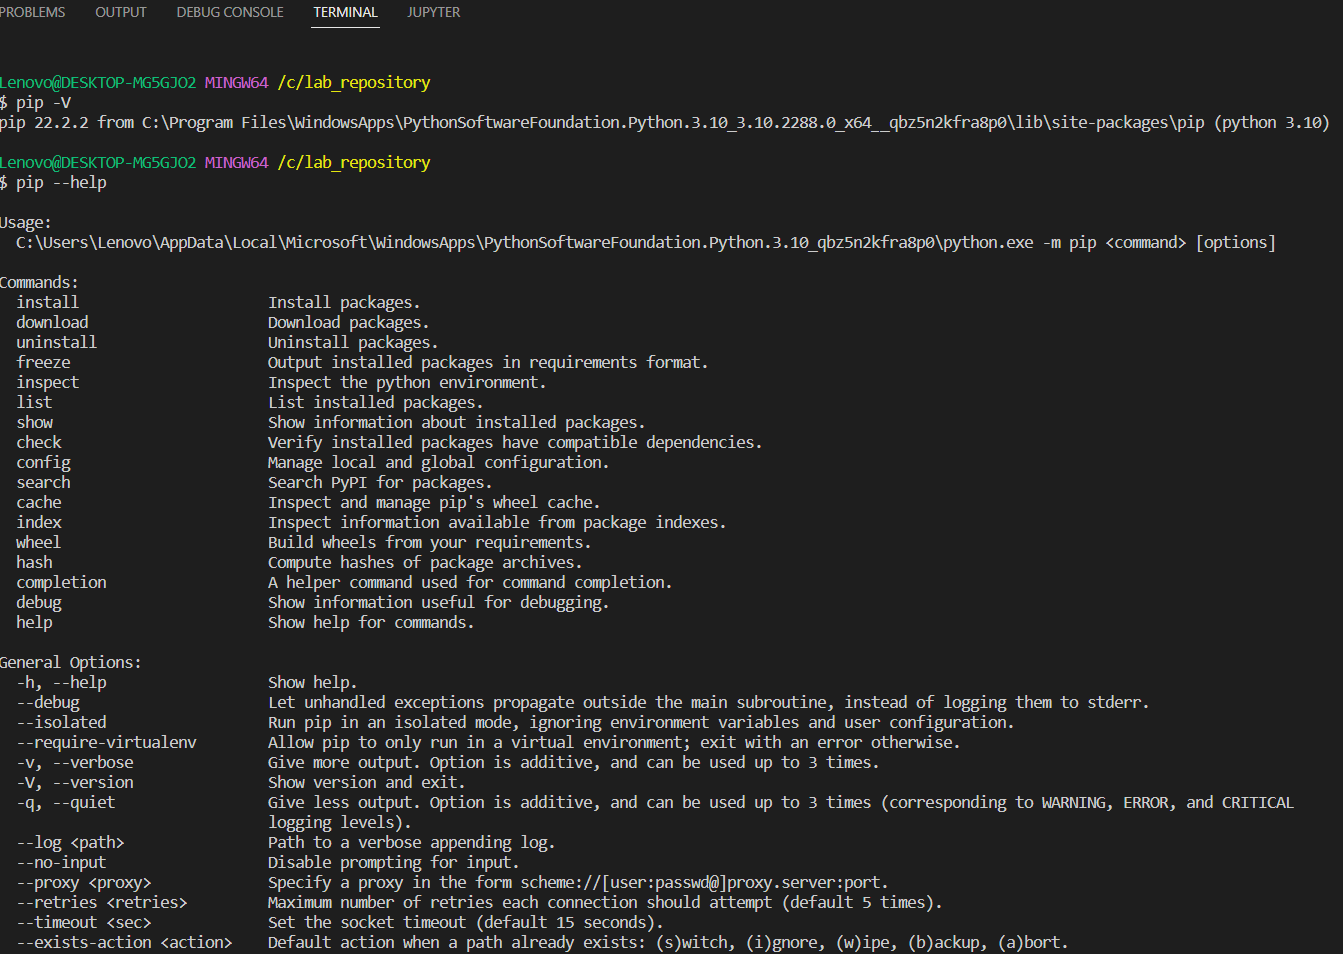 PROBLEMS OUTPUT DEBUG CONSOLE TERMINAL JUPYTER
Lenovo@DESKTOP-MG5GJO2 MINGW64 /c/lab_repository
$ pip -V
pip 22.2.2 from C:\Program Files\WindowsApps\PythonSoftwareFoundation.Python.3.10_3.10.2288.0_x64__qbz5n2kfra8p0\lib\site-packages\pip (python 3.10)
Lenovo@DESKTOP-MG5GJO2 MINGW64 /c/lab_repository
$ pip --help
Usage:
  C:\Users\Lenovo\AppData\Local\Microsoft\WindowsApps\PythonSoftwareFoundation.Python.3.10_qbz5n2kfra8p0\python.exe -m pip <command> [options]
Commands:
  install                     Install packages.
  download                    Download packages.
  uninstall                   Uninstall packages.
  freeze                      Output installed packages in requirements format.
  inspect                     Inspect the python environment.
  list                        List installed packages.
  show                        Show information about installed packages.
  check                       Verify installed packages have compatible dependencies.
  config                      Manage local and global configuration.
  search                      Search PyPI for packages.
  cache                       Inspect and manage pip's wheel cache.
  index                       Inspect information available from package indexes.
  wheel                       Build wheels from your requirements.
  hash                        Compute hashes of package archives.
  completion                  A helper command used for command completion.
  debug                       Show information useful for debugging.
  help                        Show help for commands.
General Options:
  -h, --help                  Show help.
  --debug                     Let unhandled exceptions propagate outside the main subroutine, instead of logging them to stderr.
  --isolated                  Run pip in an isolated mode, ignoring environment variables and user configuration.
  --require-virtualenv        Allow pip to only run in a virtual environment; exit with an error otherwise.
  -v, --verbose               Give more output. Option is additive, and can be used up to 3 times.
  -V, --version               Show version and exit.
  -q, --quiet                 Give less output. Option is additive, and can be used up to 3 times (corresponding to WARNING, ERROR, and CRITICAL
                              logging levels).
  --log <path>                Path to a verbose appending log.
  --no-input                  Disable prompting for input.
  --proxy <proxy>             Specify a proxy in the form scheme://[user:passwd@]proxy.server:port.
  --retries <retries>         Maximum number of retries each connection should attempt (default 5 times).
  --timeout <sec>             Set the socket timeout (default 15 seconds).
  --exists-action <action>    Default action when a path already exists: (s)witch, (i)gnore, (w)ipe, (b)ackup, (a)bort.